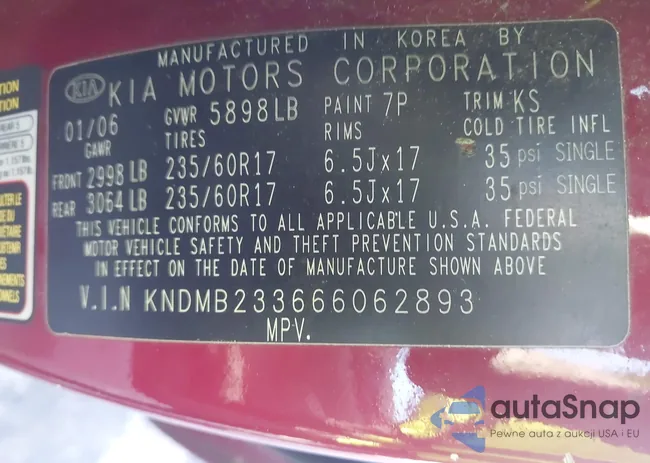 MANUFACTURED IN KOREA BY
KIA KIA MOTORS CORPORATION
01/06 GVWR 5898LB PAINT 7P TRIM KS
GAWR TIRES RIMS COLD TIRE INFL
FRONT 2998 LB 235/60R17 6.5Jx17 35 psi SINGLE
REAR 3064 LB 235/60R17 6.5Jx17 35 psi SINGLE
THIS VEHICLE CONFORMS TO ALL APPLICABLE U.S.A. FEDERAL
MOTOR VEHICLE SAFETY AND THEFT PREVENTION STANDARDS
IN EFFECT ON THE DATE OF MANUFACTURE SHOWN ABOVE
V.I.N KNDMB233666062893
MPV.
autaSnap
Pewne auta z aukcji USA i EU